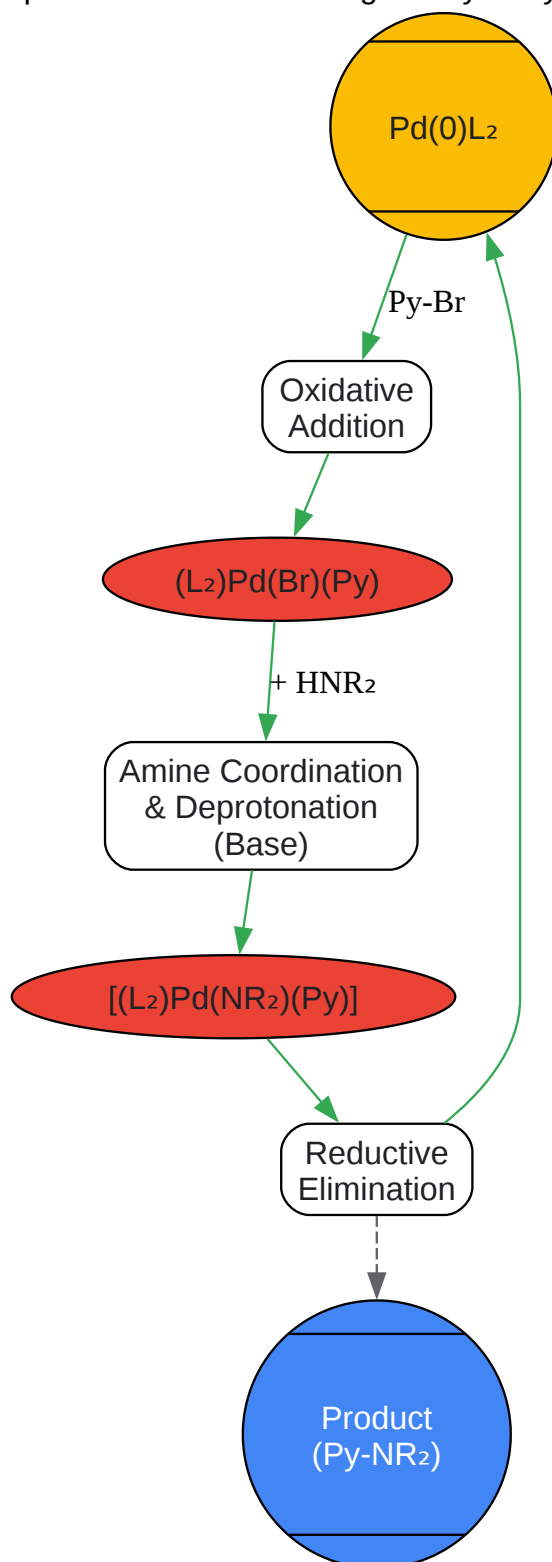 Pd(0)L₂
Py-Br
Oxidative
Addition
(L₂)Pd(Br)(Py)
+ HNR₂
Amine Coordination
& Deprotonation
(Base)
[(L₂)Pd(NR₂)(Py)]
Reductive
Elimination
Product
(Py-NR₂)